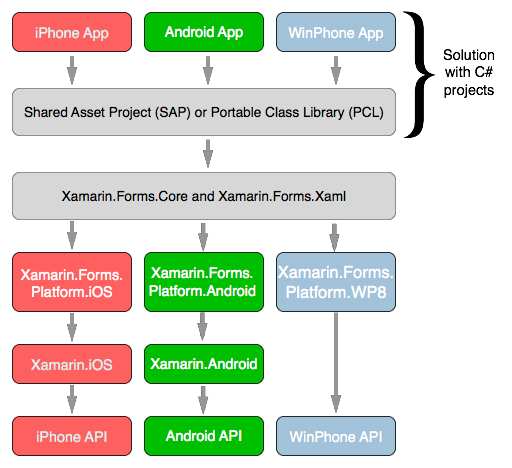 iPhone App
Android App
WinPhone App
Solution
with C#
projects
Shared Asset Project (SAP) or Portable Class Library (PCL)
Xamarin.Forms.Core and Xamarin.Forms.Xaml
Xamarin.Forms.
Platform.iOS
Xamarin.Forms.
Platform.Android
Xamarin.Forms.
Platform.WP8
Xamarin.iOS
Xamarin.Android
iPhone API
Android API
WinPhone API